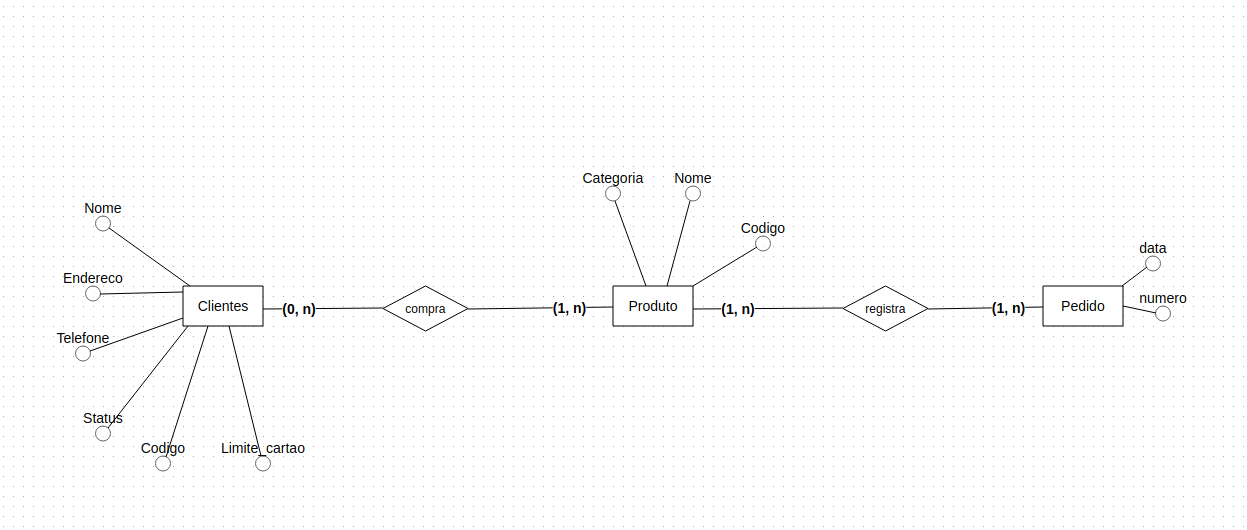 Categoria
Nome
Nome
Codigo
data
Endereco
numero
Clientes
(0, n)
compra
(1, n)
Produto
(1, n)
registra
(1, n)
Pedido
Telefone
Status
Codigo
Limite_cartao